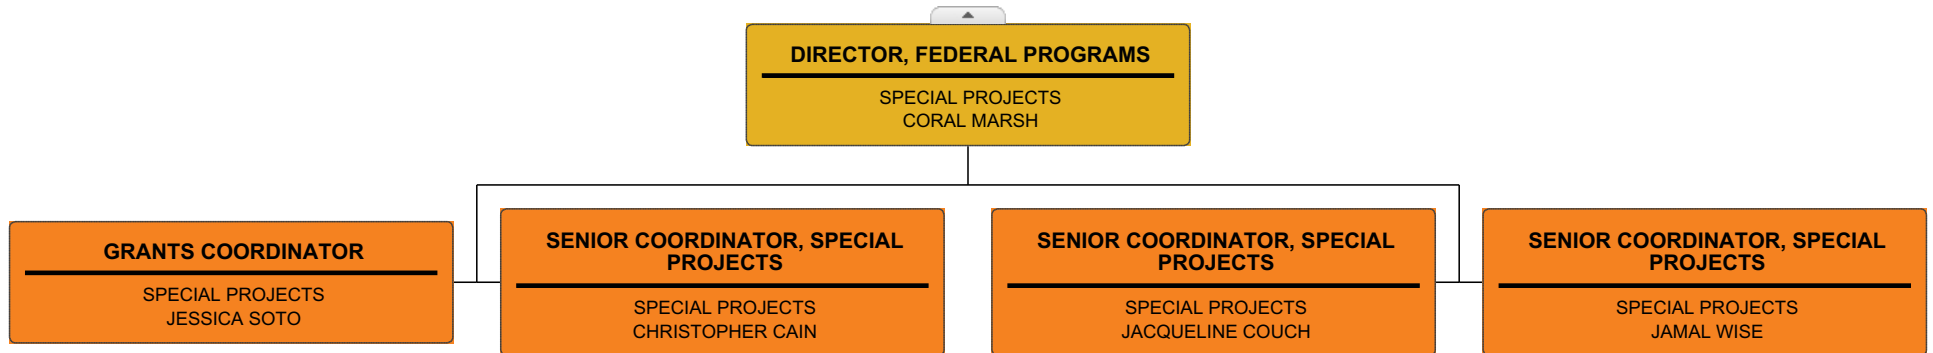 DIRECTOR, FEDERAL PROGRAMS
SPECIAL PROJECTS
CORAL MARSH
GRANTS COORDINATOR
SPECIAL PROJECTS
JESSICA SOTO
SENIOR COORDINATOR, SPECIAL
PROJECTS
SPECIAL PROJECTS
CHRISTOPHER CAIN
SENIOR COORDINATOR, SPECIAL
PROJECTS
SPECIAL PROJECTS
JACQUELINE COUCH
SENIOR COORDINATOR, SPECIAL
PROJECTS
SPECIAL PROJECTS
JAMAL WISE